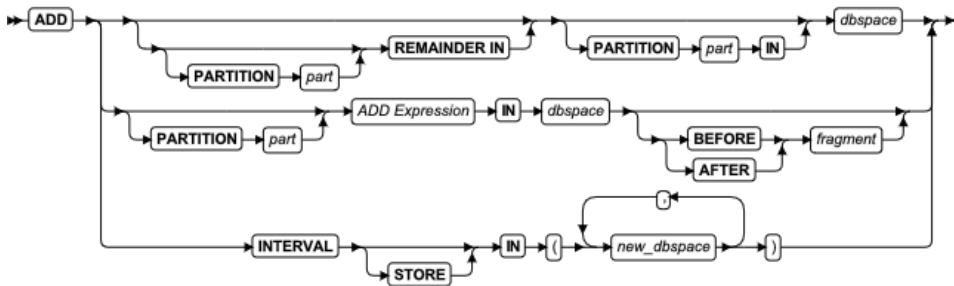 ADD dbspace
REMAINDER IN PARTITION part IN
PARTITION part
ADD Expression IN dbspace
PARTITION part BEFORE fragment
AFTER
,
INTERVAL IN ( new_dbspace )
STORE